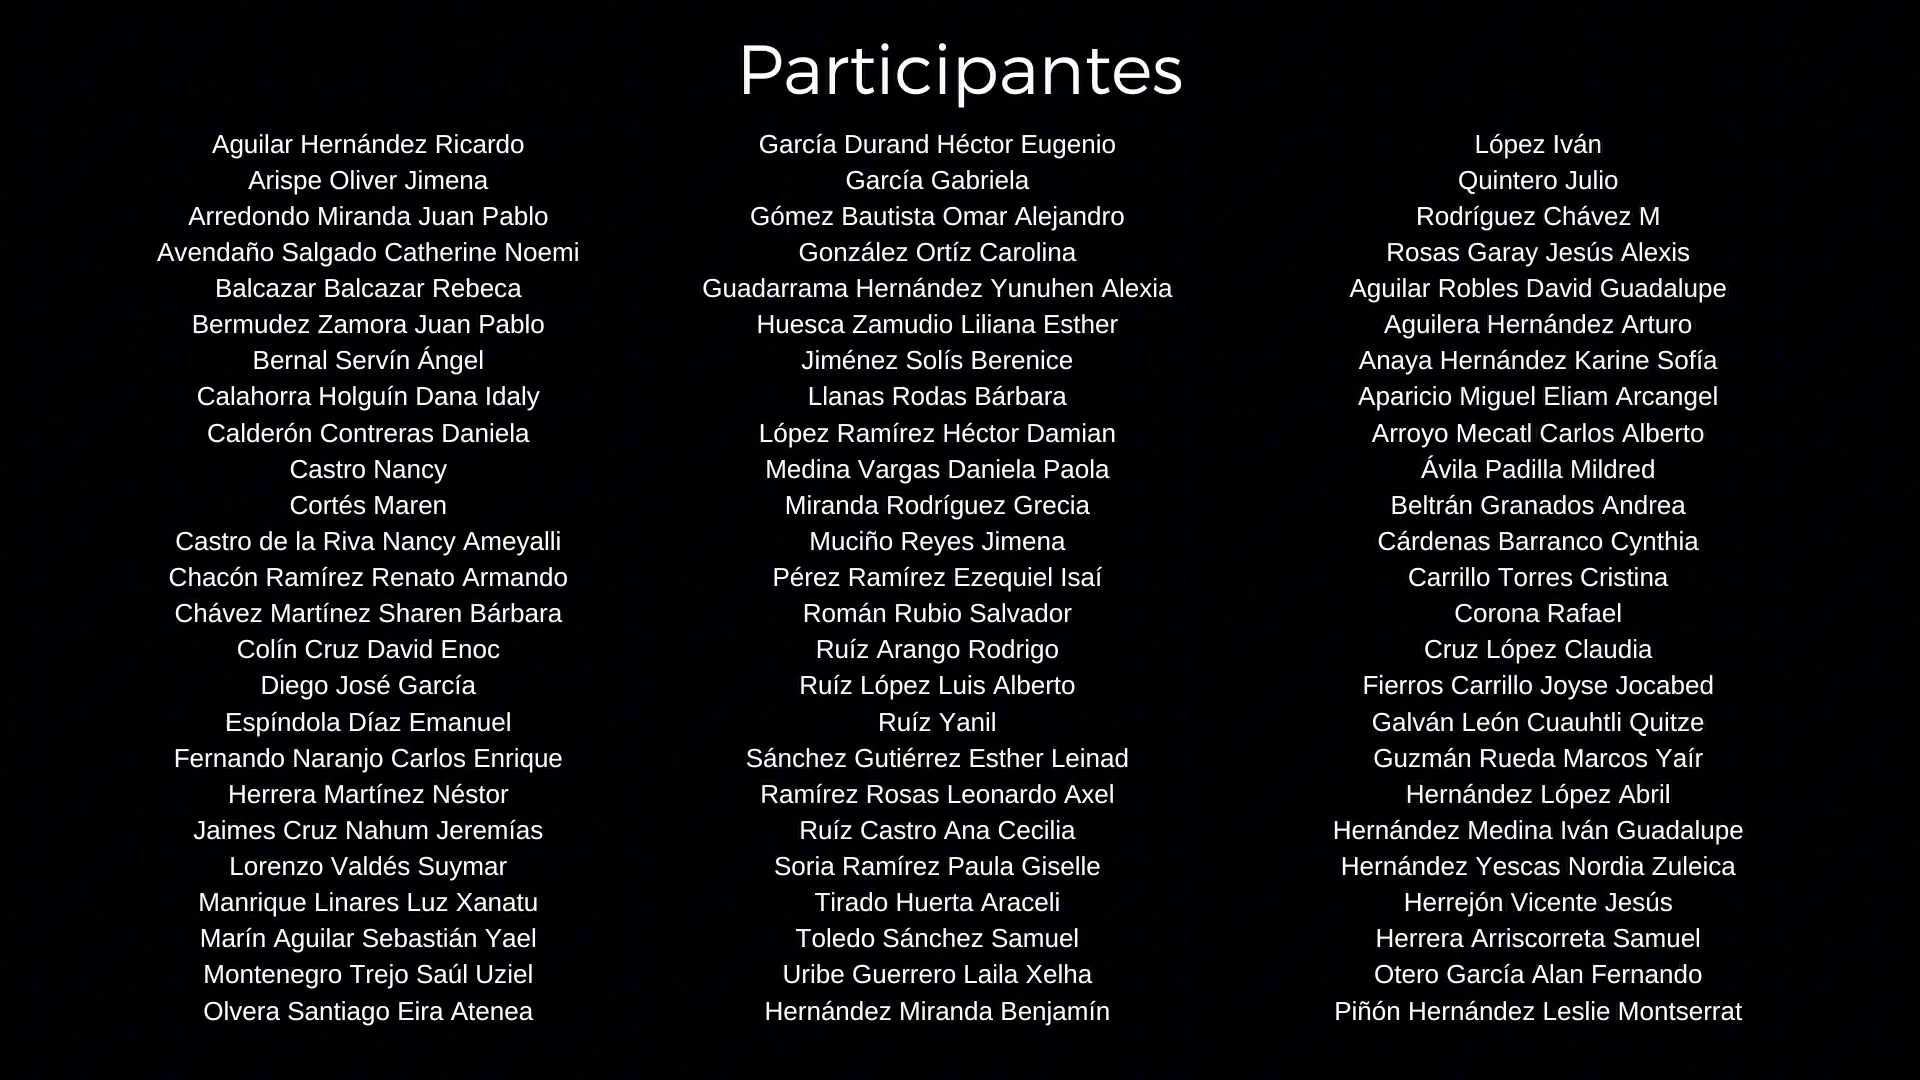 Participantes
Aguilar Hernández Ricardo
Arispe Oliver Jimena
Arredondo Miranda Juan Pablo
Avendaño Salgado Catherine Noemi
Balcazar Balcazar Rebeca
Bermudez Zamora Juan Pablo
Bernal Servín Ángel
Calahorra Holguín Dana Idaly
Calderón Contreras Daniela
Castro Nancy
Cortés Maren
Castro de la Riva Nancy Ameyalli
Chacón Ramírez Renato Armando
Chávez Martínez Sharen Bárbara
Colín Cruz David Enoc
Diego José García
Espíndola Díaz Emanuel
Fernando Naranjo Carlos Enrique
Herrera Martínez Néstor
Jaimes Cruz Nahum Jeremías
Lorenzo Valdés Suymar
Manrique Linares Luz Xanatu
Marín Aguilar Sebastián Yael
Montenegro Trejo Saúl Uziel
Olvera Santiago Eira Atenea
García Durand Héctor Eugenio
García Gabriela
Gómez Bautista Omar Alejandro
González Ortíz Carolina
Guadarrama Hernández Yunuhen Alexia
Huesca Zamudio Liliana Esther
Jiménez Solís Berenice
Llanas Rodas Bárbara
López Ramírez Héctor Damian
Medina Vargas Daniela Paola
Miranda Rodríguez Grecia
Muciño Reyes Jimena
Pérez Ramírez Ezequiel Isaí
Román Rubio Salvador
Ruíz Arango Rodrigo
Ruíz López Luis Alberto
Ruíz Yanil
Sánchez Gutiérrez Esther Leinad
Ramírez Rosas Leonardo Axel
Ruíz Castro Ana Cecilia
Soria Ramírez Paula Giselle
Tirado Huerta Araceli
Toledo Sánchez Samuel
Uribe Guerrero Laila Xelha
Hernández Miranda Benjamín
López Iván
Quintero Julio
Rodríguez Chávez M
Rosas Garay Jesús Alexis
Aguilar Robles David Guadalupe
Aguilera Hernández Arturo
Anaya Hernández Karine Sofía
Aparicio Miguel Eliam Arcangel
Arroyo Mecatl Carlos Alberto
Ávila Padilla Mildred
Beltrán Granados Andrea
Cárdenas Barranco Cynthia
Carrillo Torres Cristina
Corona Rafael
Cruz López Claudia
Fierros Carrillo Joyse Jocabed
Galván León Cuauhtli Quitze
Guzmán Rueda Marcos Yaír
Hernández López Abril
Hernández Medina Iván Guadalupe
Hernández Yescas Nordia Zuleica
Herrejón Vicente Jesús
Herrera Arriscorreta Samuel
Otero García Alan Fernando
Piñón Hernández Leslie Montserrat